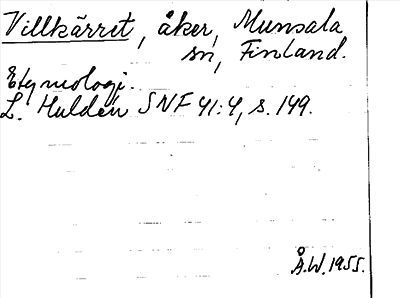 Villkärret, åker, Munsala
sn, Finland.
Etymologi.
L. Huldén SNF 41:4, s. 149.
Å.W. 1955.